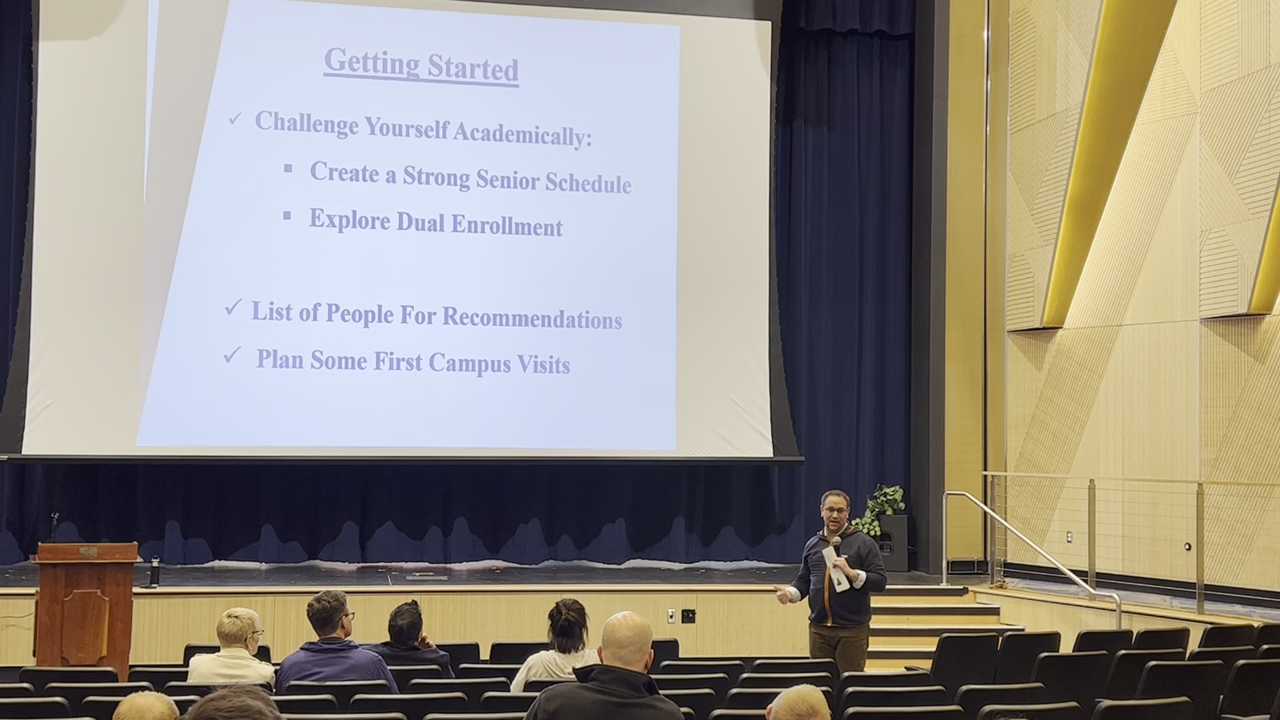 Getting Started
✓ Challenge Yourself Academically:
▪ Create a Strong Senior Schedule
▪ Explore Dual Enrollment
✓ List of People For Recommendations
✓ Plan Some First Campus Visits